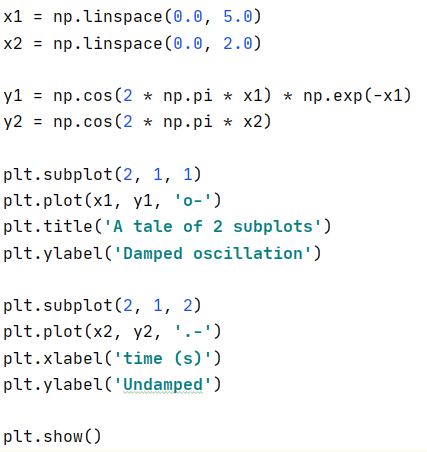 x1 = np.linspace(0.0, 5.0)
x2 = np.linspace(0.0, 2.0)

y1 = np.cos(2 * np.pi * x1) * np.exp(-x1)
y2 = np.cos(2 * np.pi * x2)

plt.subplot(2, 1, 1)
plt.plot(x1, y1, 'o-')
plt.title('A tale of 2 subplots')
plt.ylabel('Damped oscillation')

plt.subplot(2, 1, 2)
plt.plot(x2, y2, '.-')
plt.xlabel('time (s)')
plt.ylabel('Undamped')

plt.show()